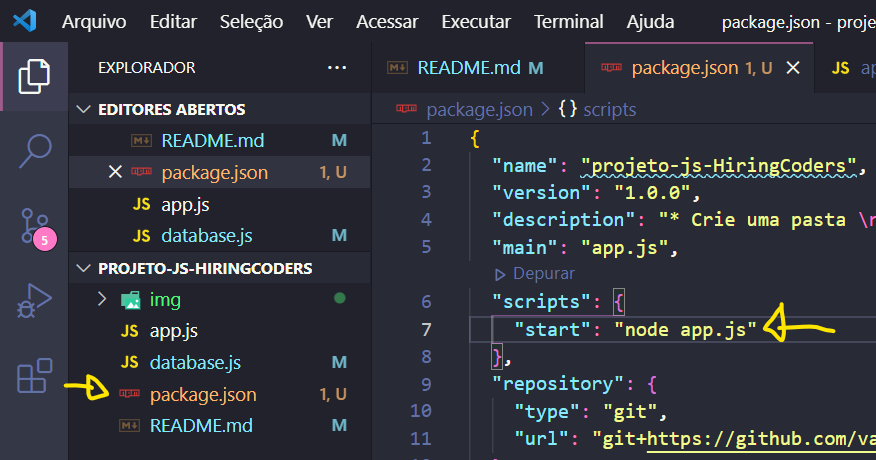 Arquivo Editar Seleção Ver Acessar Executar Terminal Ajuda package.json - proje
EXPLORADOR ...
EDITORES ABERTOS
README.md M
package.json 1, U
JS app.js
JS database.js M
PROJETO-JS-HIRINGCODERS
img
JS app.js
JS database.js M
package.json 1, U
README.md M
5
README.md M package.json 1, U JS ap
package.json > {} scripts
1 {
2 "name": "projeto-js-HiringCoders",
3 "version": "1.0.0",
4 "description": "* Crie uma pasta \r
5 "main": "app.js",
Depurar
6 "scripts": {
7 "start": "node app.js"
8 },
9 "repository": {
10 "type": "git",
11 "url": "git+https://github.com/va